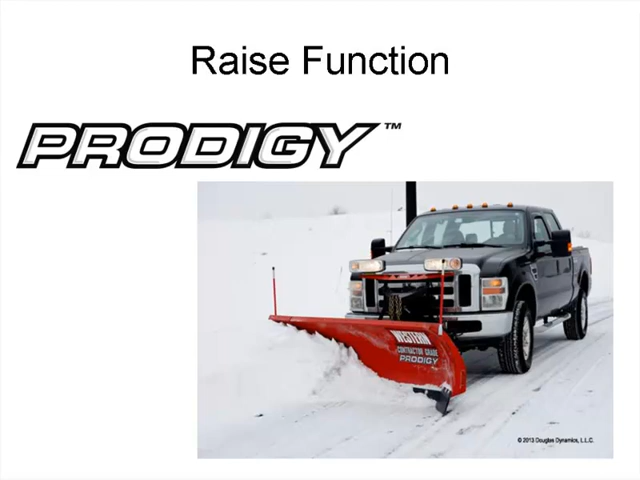 Raise Function
PRODIGY™
WESTERN
CONTRACTOR GRADE
PRODIGY
© 2013 Douglas Dynamics, L.L.C.